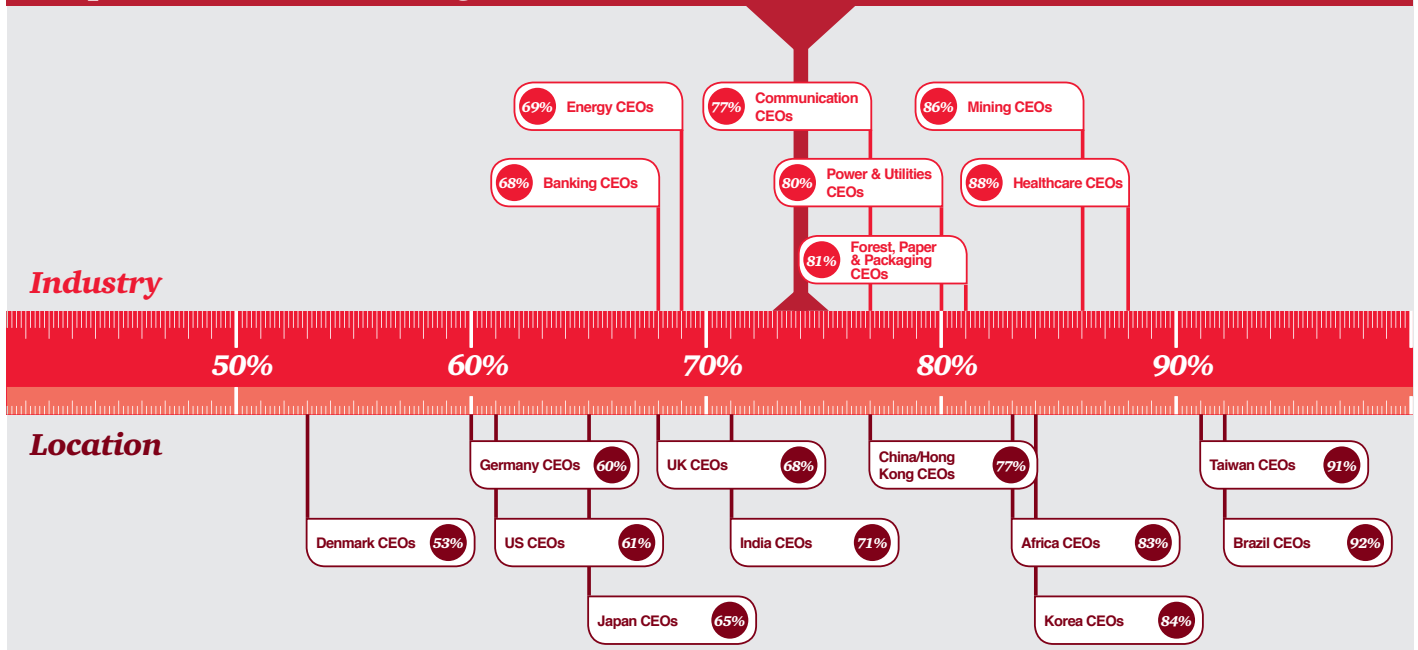 69% Energy CEOs
77% Communication
CEOs
86% Mining CEOs
68% Banking CEOs
80% Power & Utilities
CEOs
88% Healthcare CEOs
81% Forest, Paper
& Packaging
CEOs
Industry
50% 60% 70% 80% 90%
Location
Germany CEOs 60%
UK CEOs 68%
China/Hong
Kong CEOs 77%
Taiwan CEOs 91%
Denmark CEOs 53%
US CEOs 61%
India CEOs 71%
Africa CEOs 83%
Brazil CEOs 92%
Japan CEOs 65%
Korea CEOs 84%